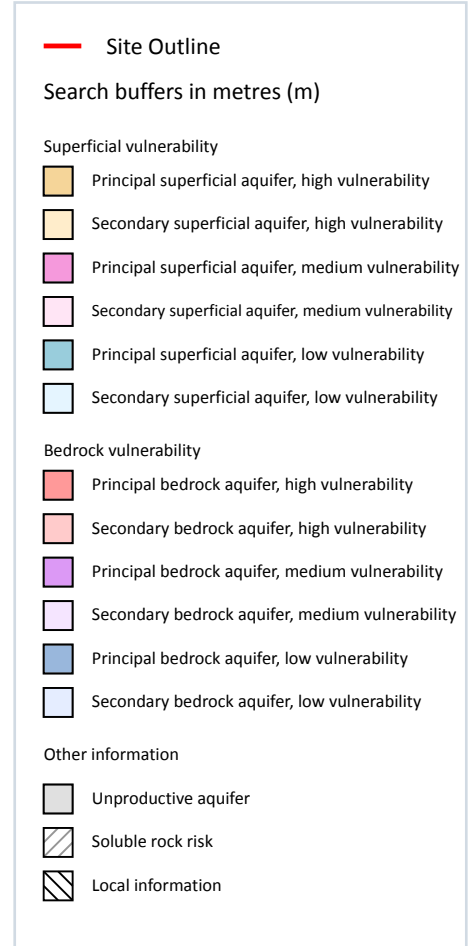 Site Outline
Search buffers in metres (m)
Superficial vulnerability
Principal superficial aquifer, high vulnerability
Secondary superficial aquifer, high vulnerability
Principal superficial aquifer, medium vulnerability
Secondary superficial aquifer, medium vulnerability
Principal superficial aquifer, low vulnerability
Secondary superficial aquifer, low vulnerability
Bedrock vulnerability
Principal bedrock aquifer, high vulnerability
Secondary bedrock aquifer, high vulnerability
Principal bedrock aquifer, medium vulnerability
Secondary bedrock aquifer, medium vulnerability
Principal bedrock aquifer, low vulnerability
Secondary bedrock aquifer, low vulnerability
Other information
Unproductive aquifer
Soluble rock risk
Local information